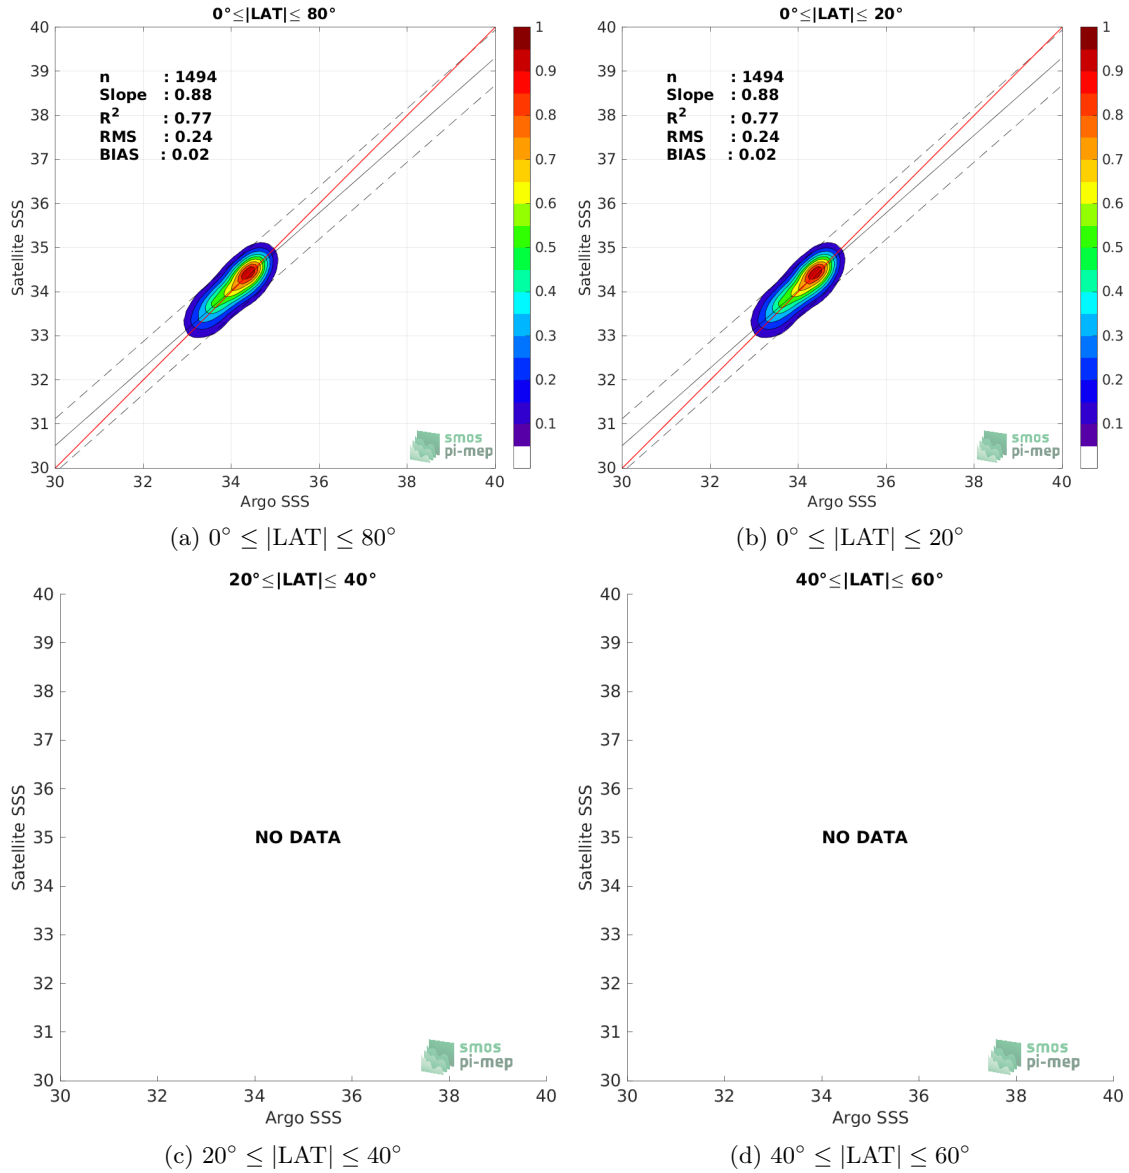 0°≤|LAT|≤ 80°
40
39
38
37
36
35
34
33
32
31
30
30
32
34
36
38
40
Satellite SSS
Argo SSS
n : 1494
Slope : 0.88
R² : 0.77
RMS : 0.24
BIAS : 0.02
1
0.9
0.8
0.7
0.6
0.5
0.4
0.3
0.2
0.1
smos
pi-mep
(a) 0° ≤ |LAT| ≤ 80°
0°≤|LAT|≤ 20°
40
39
38
37
36
35
34
33
32
31
30
30
32
34
36
38
40
Satellite SSS
Argo SSS
n : 1494
Slope : 0.88
R² : 0.77
RMS : 0.24
BIAS : 0.02
1
0.9
0.8
0.7
0.6
0.5
0.4
0.3
0.2
0.1
smos
pi-mep
(b) 0° ≤ |LAT| ≤ 20°
20°≤|LAT|≤ 40°
40
39
38
37
36
35
34
33
32
31
30
30
32
34
36
38
40
Satellite SSS
Argo SSS
NO DATA
smos
pi-mep
(c) 20° ≤ |LAT| ≤ 40°
40°≤|LAT|≤ 60°
40
39
38
37
36
35
34
33
32
31
30
30
32
34
36
38
40
Satellite SSS
Argo SSS
NO DATA
smos
pi-mep
(d) 40° ≤ |LAT| ≤ 60°